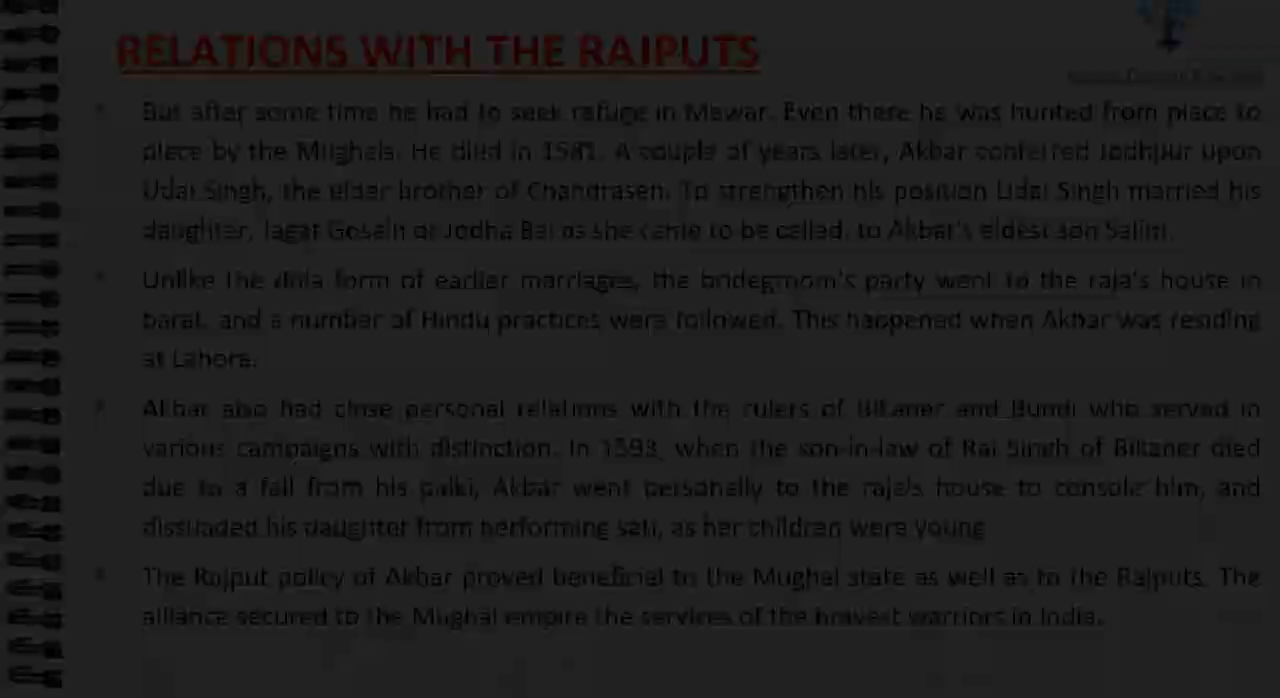 RELATIONS WITH THE RAJPUTS
But after some time he had to seek refuge in Mewar. Even there he was hunted from place to
place by the Mughals. He died in 1581. A couple of years later, Akbar conferred Jodhpur upon
Udai Singh, the elder brother of Chandrasen. To strengthen his position Udai Singh married his
daughter, Jagat Gosain or Jodha Bai as she came to be called, to Akbar's eldest son Salim.
Unlike the dola form of earlier marriages, the bridegroom's party went to the raja's house in
barat, and a number of Hindu practices were followed. This happened when Akbar was residing
at Lahore.
Akbar also had close personal relations with the rulers of Bikaner and Bundi who served in
various campaigns with distinction. In 1593, when the son-in-law of Rai Singh of Bikaner died
due to a fall from his palki, Akbar went personally to the raja's house to console him, and
dissuaded his daughter from performing sati, as her children were young
The Rajput policy of Akbar proved beneficial to the Mughal state as well as to the Rajputs. The
alliance secured to the Mughal empire the services of the bravest warriors in India.